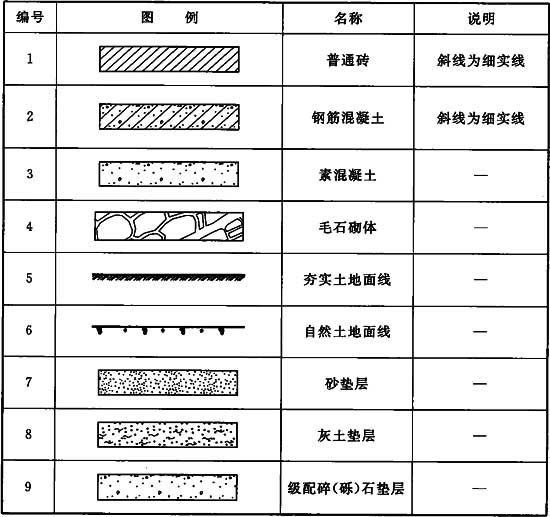 编号 图 例 名称 说明
1 普通砖 斜线为细实线
2 钢筋混凝土 斜线为细实线
3 素混凝土 —
4 毛石砌体 —
5 夯实土地面线 —
6 自然土地面线 —
7 砂垫层 —
8 灰土垫层 —
9 级配碎(砾)石垫层 —